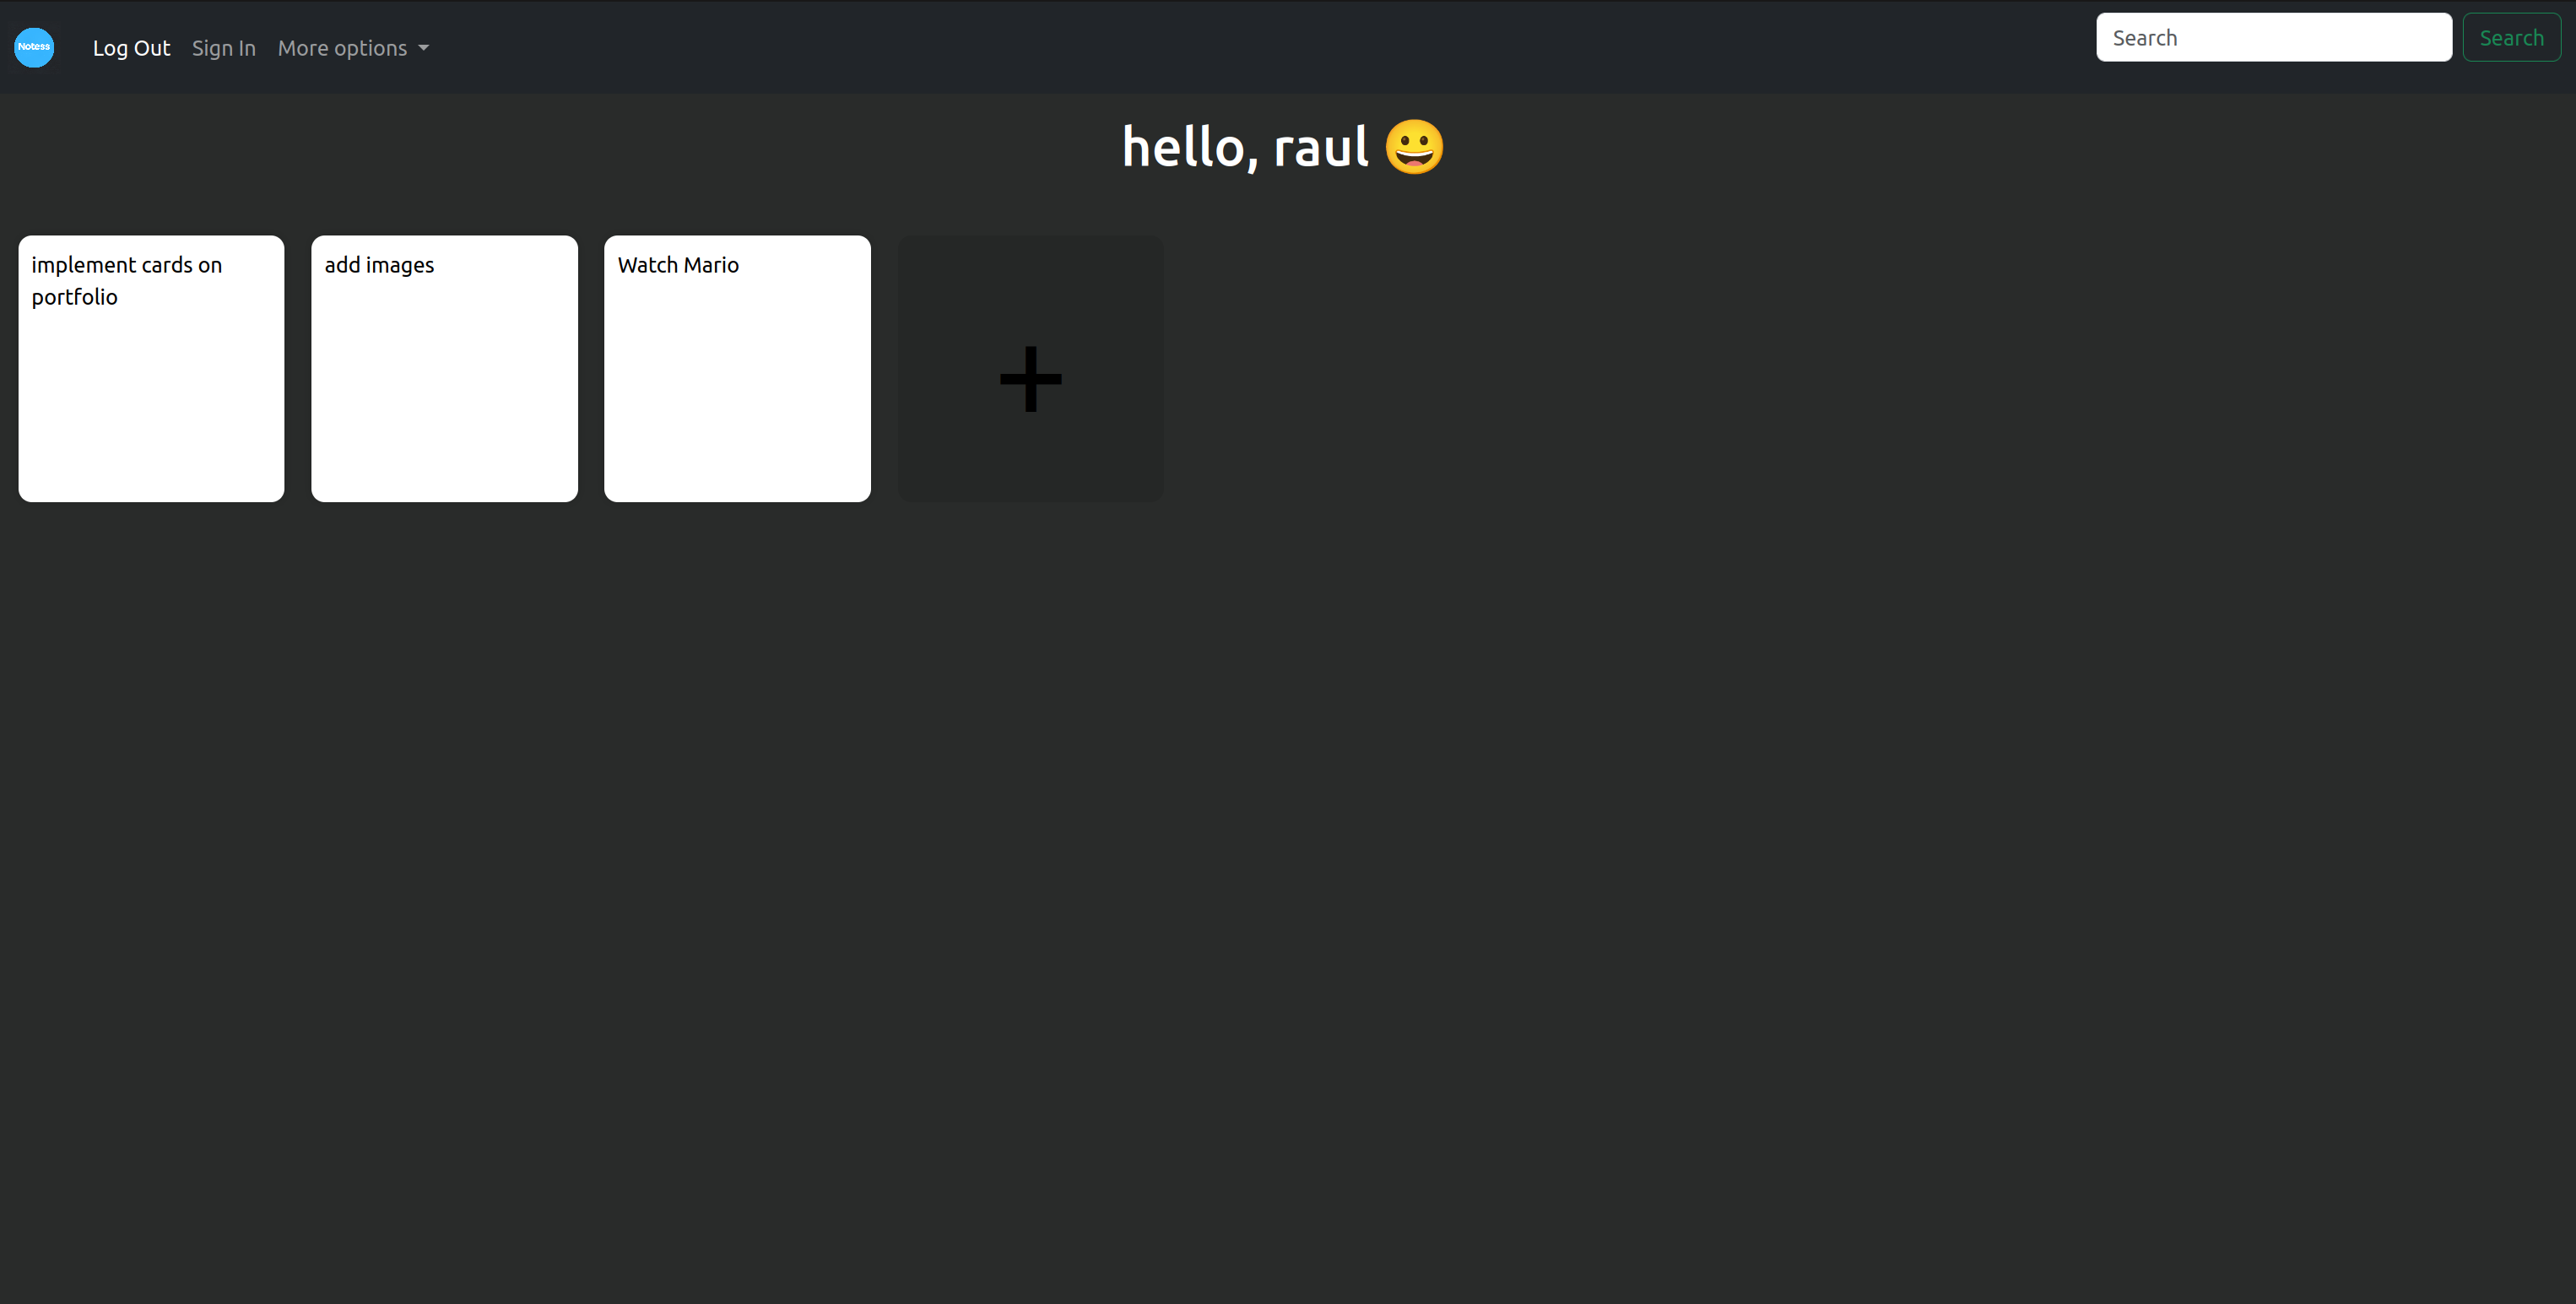 Notess
Log Out Sign In More options
Search Search
hello, raul 😀
implement cards on
portfolio
add images
Watch Mario
+